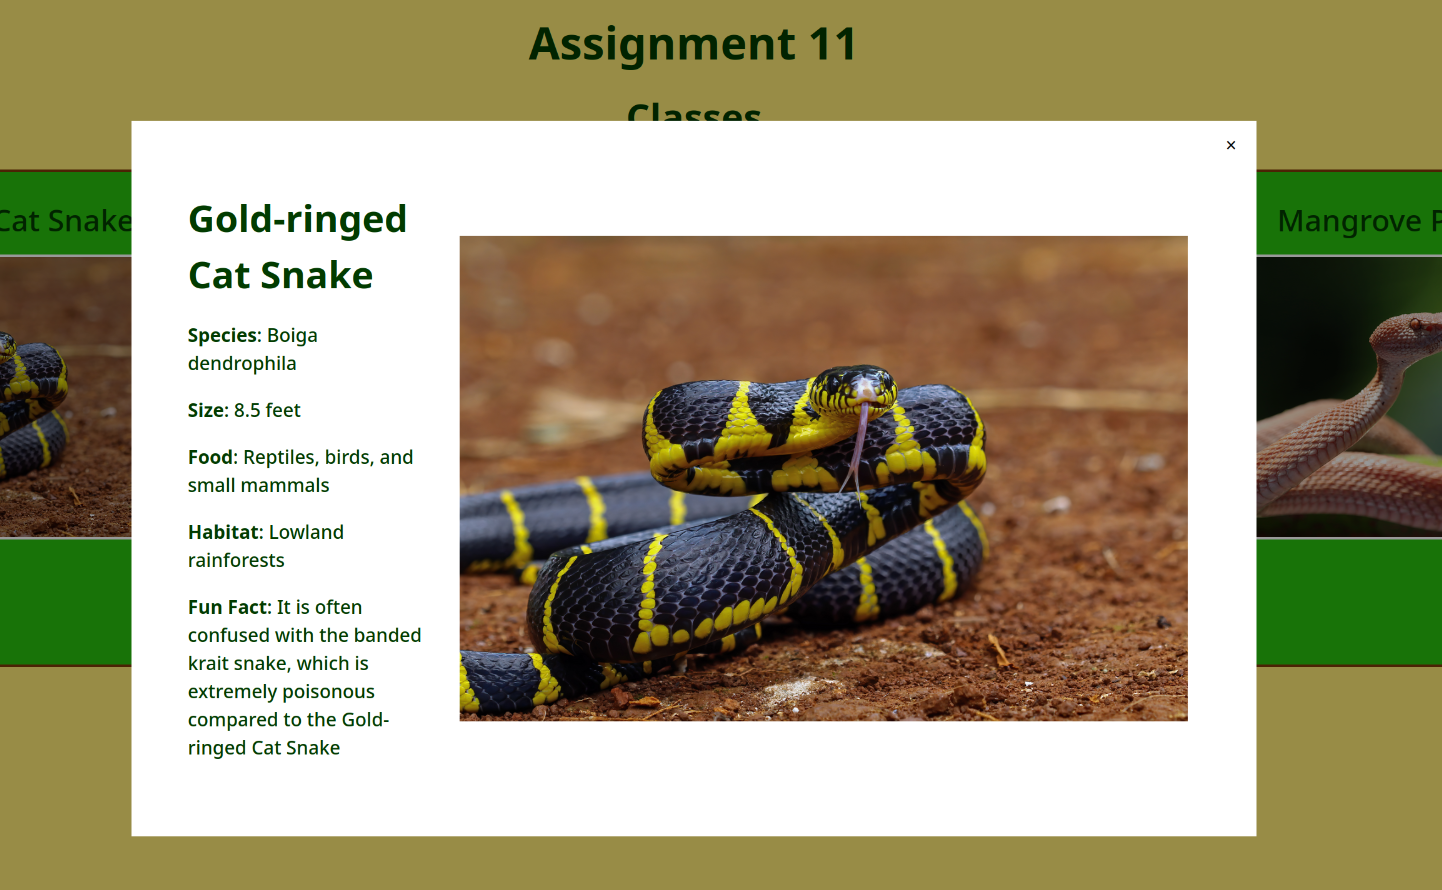 Assignment 11
Classes
×
Cat Snake
Mangrove
Gold-ringed
Cat Snake
Species: Boiga
dendrophila
Size: 8.5 feet
Food: Reptiles, birds, and
small mammals
Habitat: Lowland
rainforests
Fun Fact: It is often
confused with the banded
krait snake, which is
extremely poisonous
compared to the Gold-
ringed Cat Snake